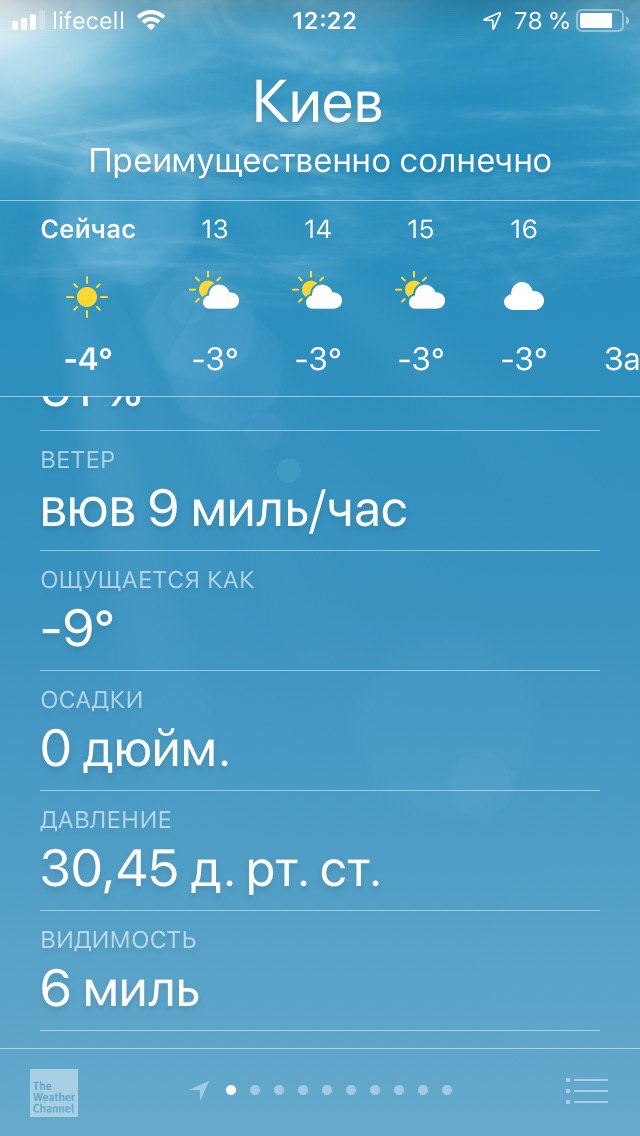 lifecell 12:22 78 %
Киев
Преимущественно солнечно
Сейчас 13 14 15 16
-4° -3° -3° -3° -3° За
ВЕТЕР
вюв 9 миль/час
ОЩУЩАЕТСЯ КАК
-9°
ОСАДКИ
0 дюйм.
ДАВЛЕНИЕ
30,45 д. рт. ст.
ВИДИМОСТЬ
6 миль
The
Weather
Channel